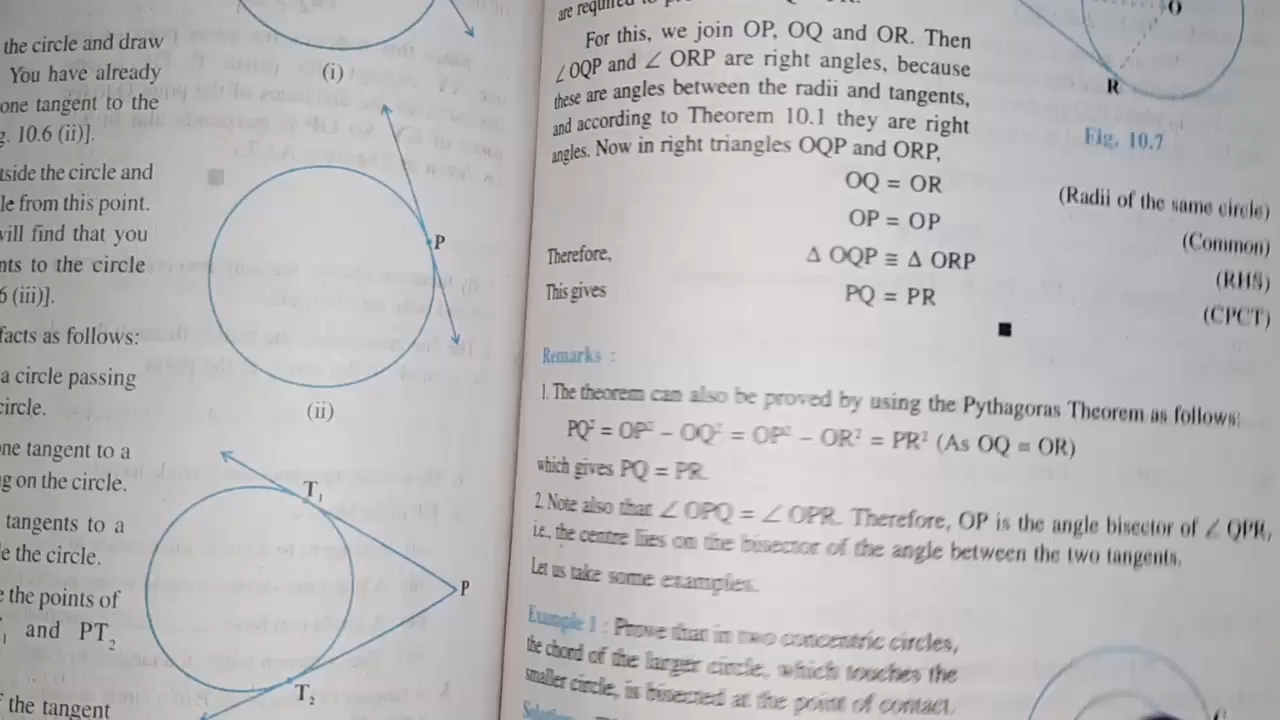 the circle and draw
You have already
one tangent to the
g. 10.6 (ii)].
tside the circle and
le from this point.
vill find that you
nts to the circle
6 (iii)].
facts as follows:
a circle passing
circle.
one tangent to a
g on the circle.
tangents to a
e the circle.
e the points of
1 and PT2
f the tangent
(i)
P
(ii)
T1
P
T2
are required to
For this, we join OP, OQ and OR. Then
∠ OQP and ∠ ORP are right angles, because
these are angles between the radii and tangents,
and according to Theorem 10.1 they are right
angles. Now in right triangles OQP and ORP,
O
R
Fig. 10.7
OQ = OR (Radii of the same circle)
OP = OP (Common)
Therefore, Δ OQP ≅ Δ ORP (RHS)
This gives PQ = PR (CPCT)
Remarks :
1. The theorem can also be proved by using the Pythagoras Theorem as follows:
PQ² = OP² – OQ² = OP² – OR² = PR² (As OQ = OR)
which gives PQ = PR.
2. Note also that ∠ OPQ = ∠ OPR. Therefore, OP is the angle bisector of ∠ QPR,
i.e., the centre lies on the bisector of the angle between the two tangents.
Let us take some examples.
Example 1 : Prove that in two concentric circles,
the chord of the larger circle, which touches the
smaller circle, is bisected at the point of contact.
Solution